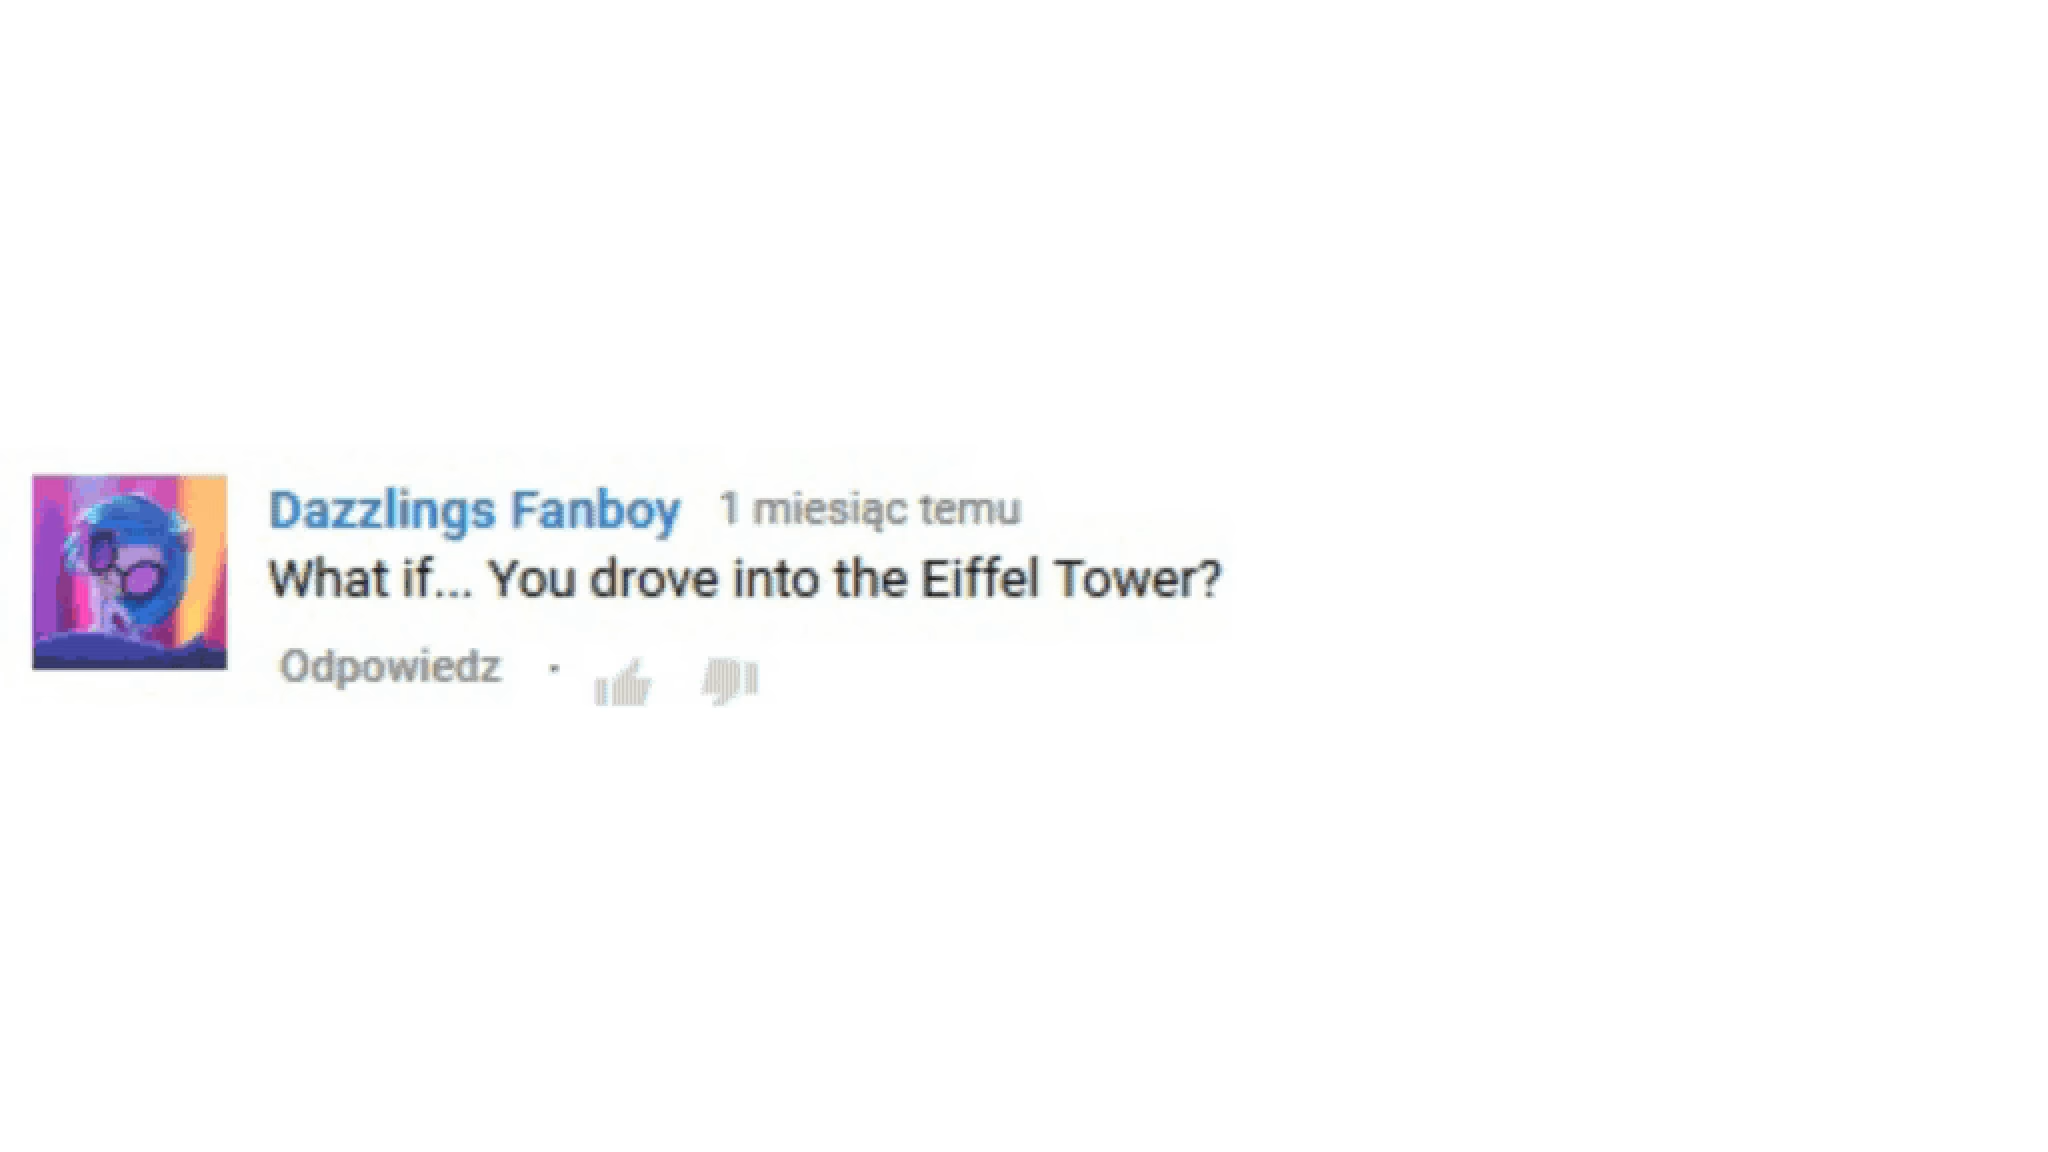 Dazzlings Fanboy 1 miesiąc temu
What if... You drove into the Eiffel Tower?
Odpowiedz ·